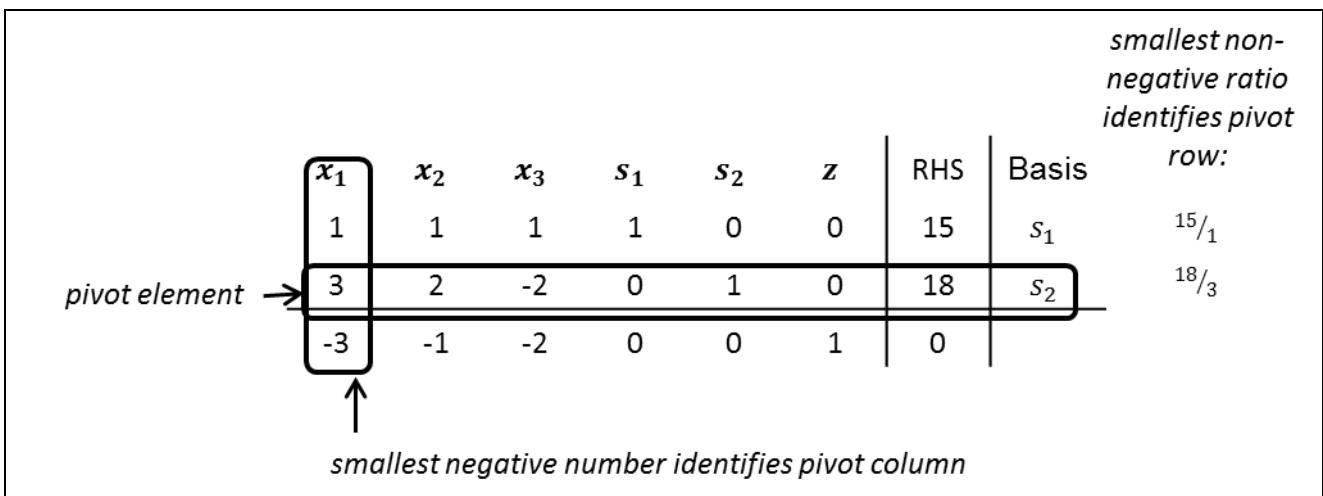 smallest non-
negative ratio
identifies pivot
row:
x₁ x₂ x₃ s₁ s₂ z RHS Basis
1 1 1 1 0 0 15 s₁ ¹⁵/₁
pivot element 3 2 -2 0 1 0 18 s₂ ¹⁸/₃
-3 -1 -2 0 0 1 0
smallest negative number identifies pivot column